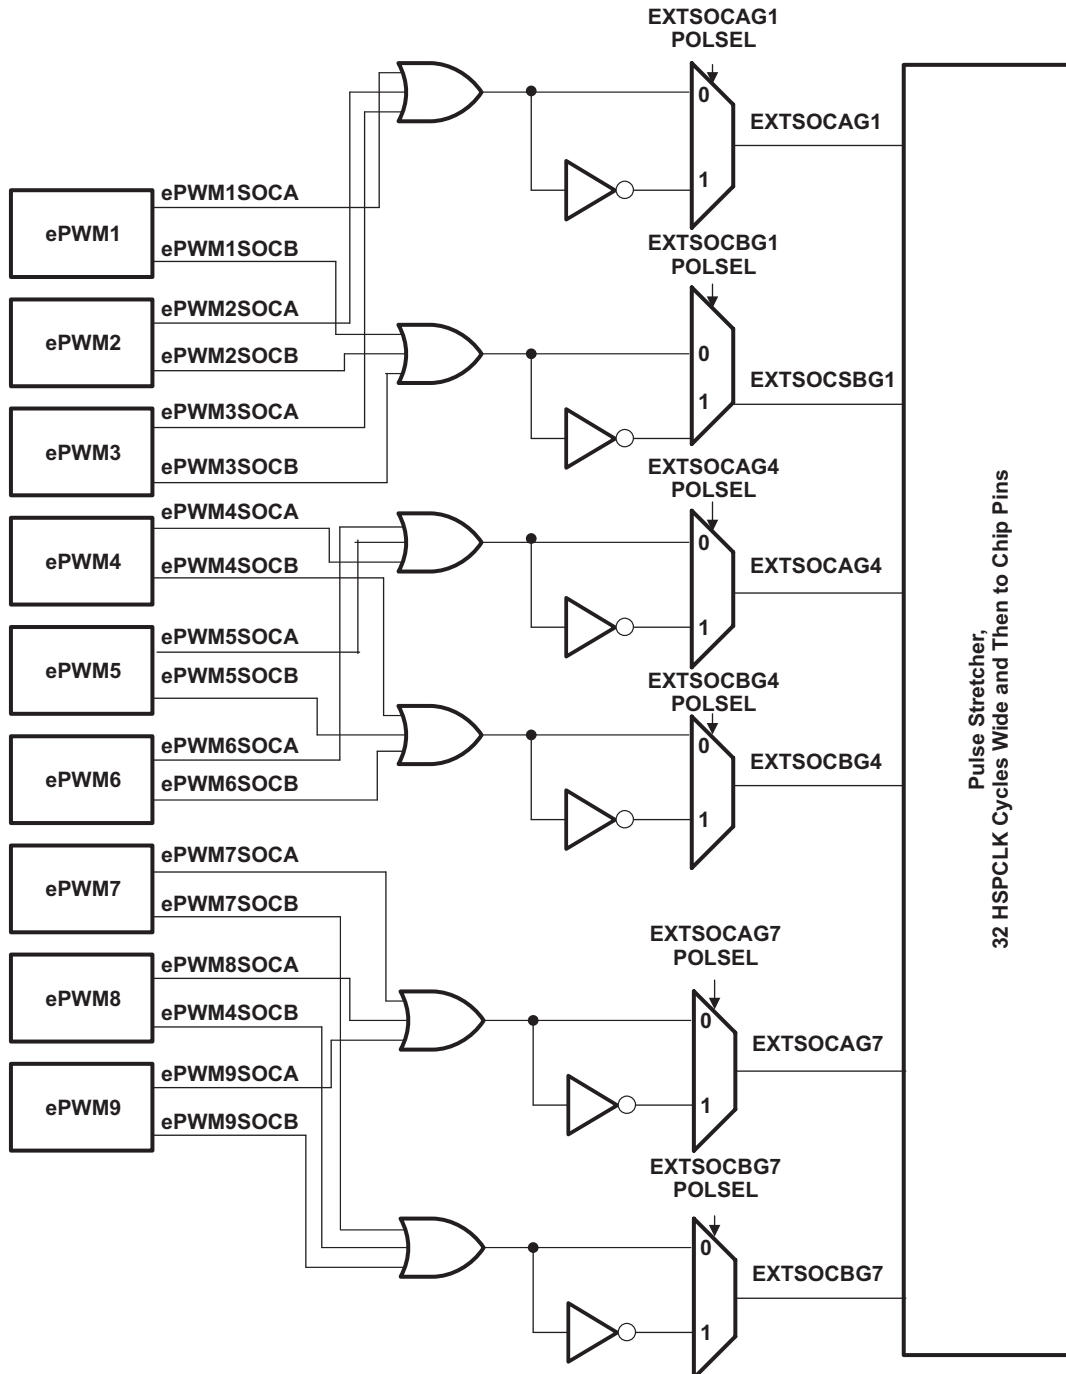 EXTSOCAG1
POLSEL
0
EXTSOCAG1
1
ePWM1SOCA
ePWM1
ePWM1SOCB
EXTSOCBG1
POLSEL
ePWM2SOCA
ePWM2
ePWM2SOCB
0
EXTSOCSBG1
1
ePWM3SOCA
ePWM3
ePWM3SOCB
EXTSOCAG4
POLSEL
ePWM4SOCA
ePWM4
ePWM4SOCB
0
EXTSOCAG4
1
ePWM5SOCA
ePWM5
ePWM5SOCB
EXTSOCBG4
POLSEL
ePWM6SOCA
ePWM6
ePWM6SOCB
0
EXTSOCBG4
1
ePWM7SOCA
ePWM7
ePWM7SOCB
EXTSOCAG7
POLSEL
ePWM8SOCA
ePWM8
ePWM4SOCB
0
EXTSOCAG7
1
ePWM9SOCA
ePWM9
ePWM9SOCB
EXTSOCBG7
POLSEL
0
EXTSOCBG7
1
Pulse Stretcher,
32 HSPCLK Cycles Wide and Then to Chip Pins